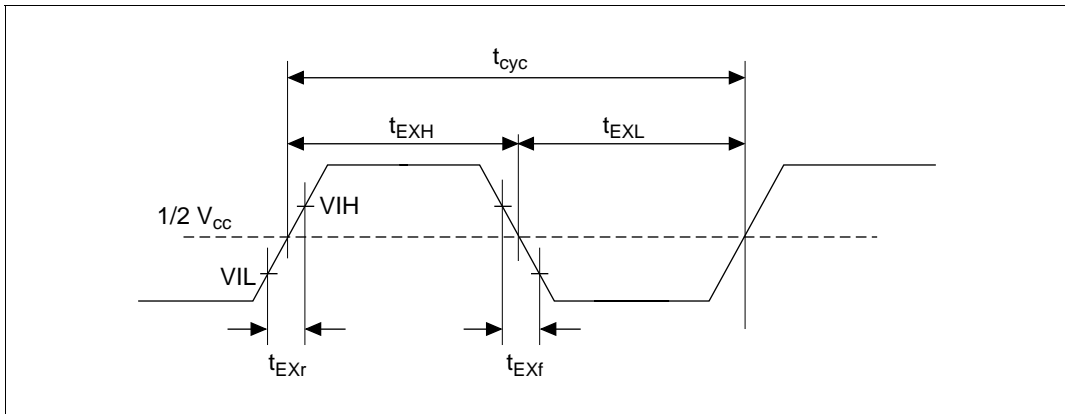 tcyc
tEXH
tEXL
VIH
1/2 Vcc
VIL
tEXr
tEXf